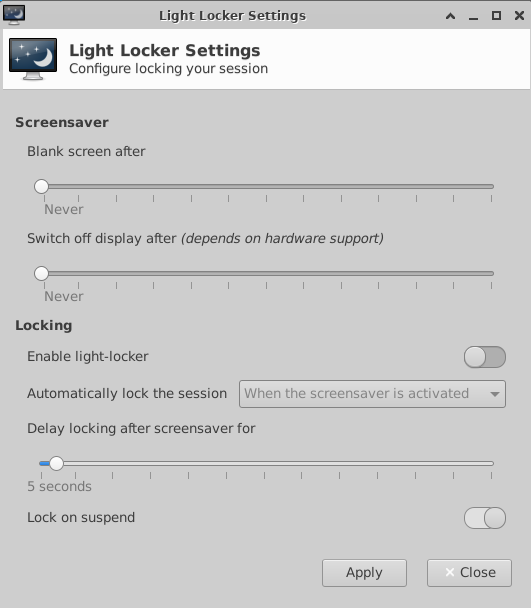 Light Locker Settings
Light Locker Settings
Configure locking your session
Screensaver
Blank screen after
Never
Switch off display after (depends on hardware support)
Never
Locking
Enable light-locker
Automatically lock the session When the screensaver is activated
Delay locking after screensaver for
5 seconds
Lock on suspend
Apply Close